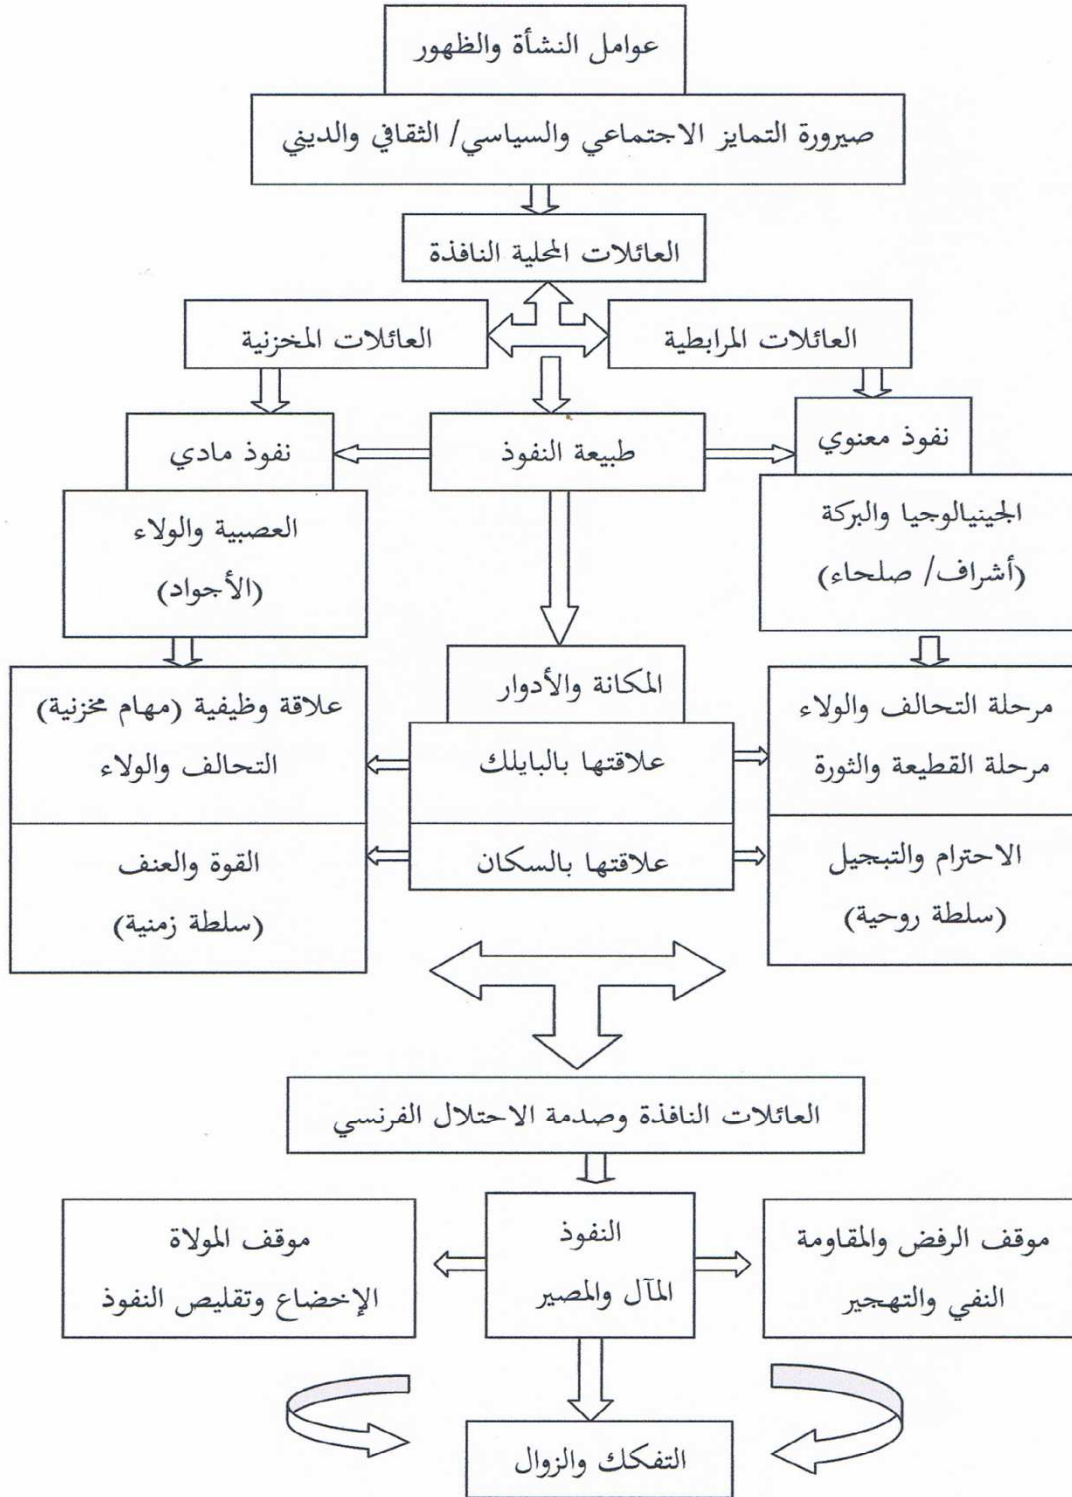 عوامل النشأة والظهور
صيرورة التمايز الاجتماعي والسياسي/ الثقافي والديني
العائلات المحلية النافذة
العائلات المرابطية
العائلات المخزنية
نفوذ معنوي
طبيعة النفوذ
نفوذ مادي
الجينيالوجيا والبركة
(أشراف/ صلحاء)
العصبية والولاء
(الأجواد)
المكانة والأدوار
مرحلة التحالف والولاء
مرحلة القطيعة والثورة
علاقتها بالبايلك
علاقة وظيفية (مهام مخزنية)
التحالف والولاء
الاحترام والتبجيل
(سلطة روحية)
علاقتها بالسكان
القوة والعنف
(سلطة زمنية)
العائلات النافذة وصدمة الاحتلال الفرنسي
موقف الرفض والمقاومة
النفي والتهجير
النفوذ
المآل والمصير
موقف المولاة
الإخضاع وتقليص النفوذ
التفكك والزوال